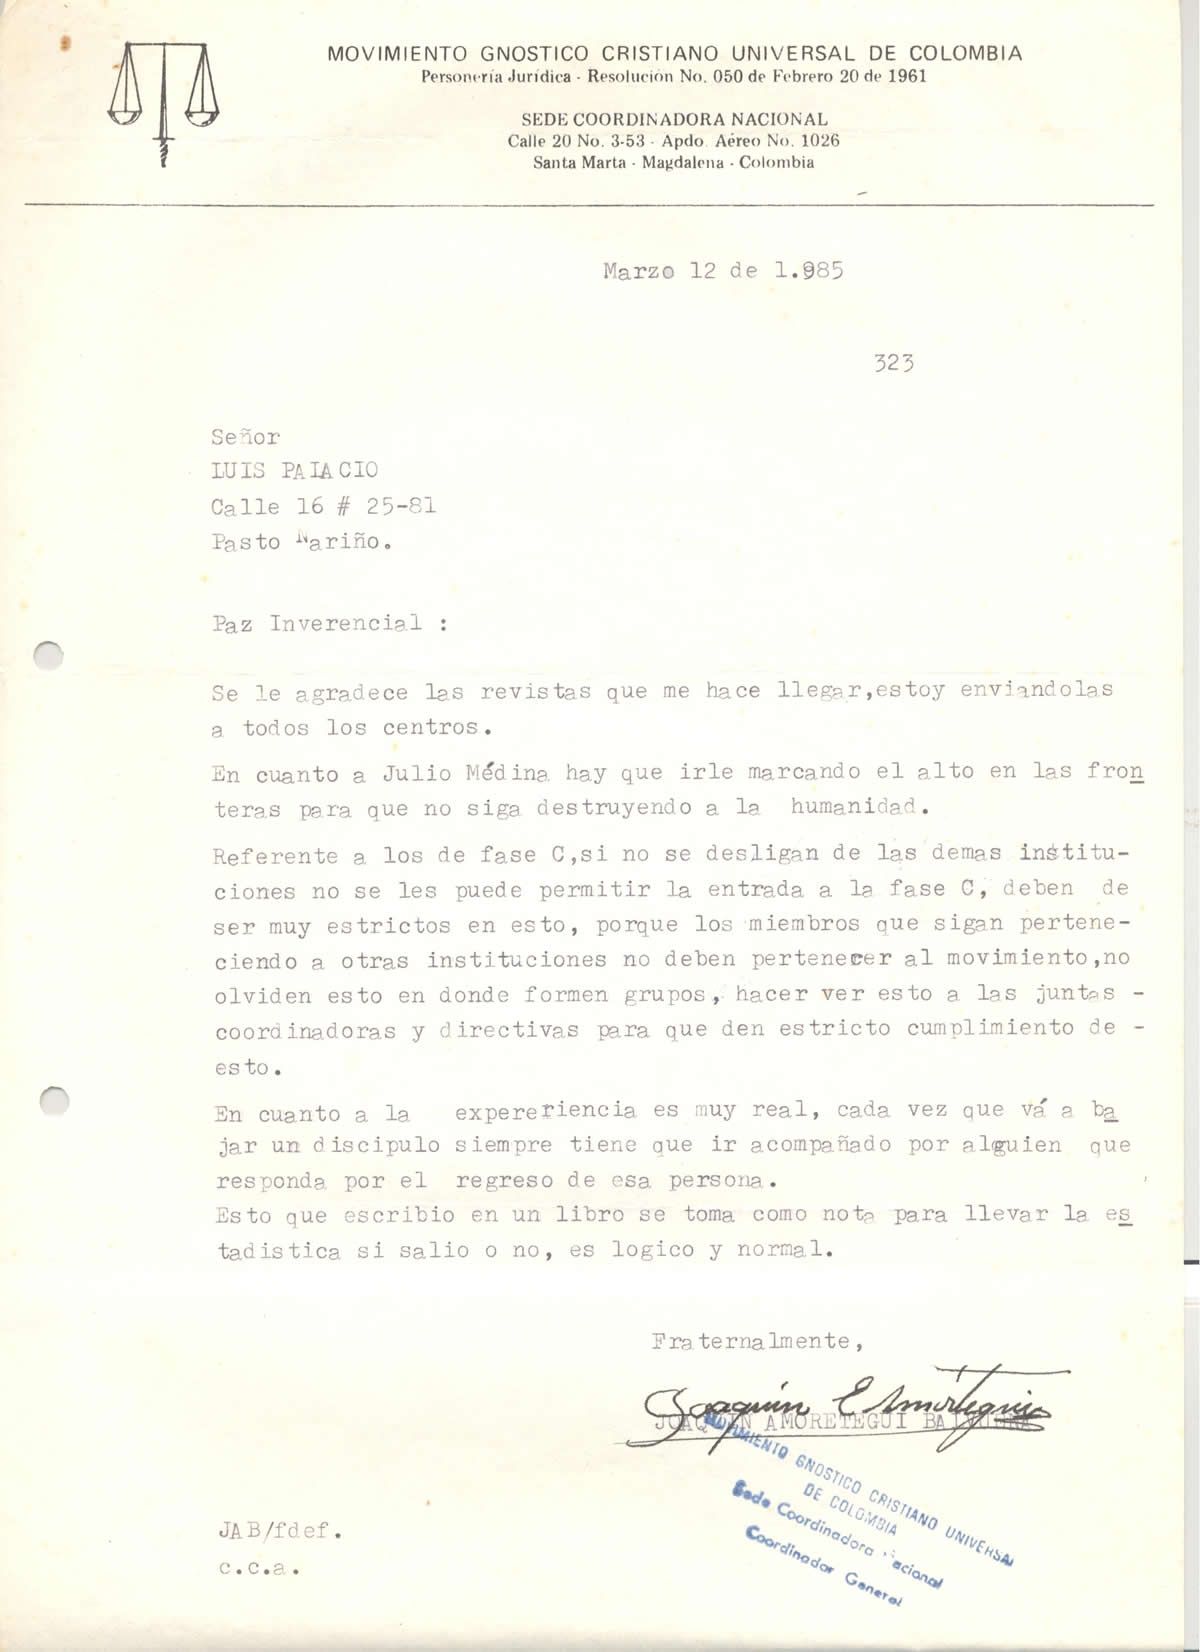 MOVIMIENTO GNOSTICO CRISTIANO UNIVERSAL DE COLOMBIA
Personería Jurídica - Resolución No. 050 de Febrero 20 de 1961
SEDE COORDINADORA NACIONAL
Calle 20 No. 3-53 - Apdo. Aéreo No. 1026
Santa Marta - Magdalena - Colombia
Marzo 12 de 1.985
323
Señor
LUIS PALACIO
Calle 16 # 25-81
Pasto Nariño.
Paz Inverencial :
Se le agradece las revistas que me hace llegar,estoy enviandolas
a todos los centros.
En cuanto a Julio Médina hay que irle marcando el alto en las fron
teras para que no siga destruyendo a la humanidad.
Referente a los de fase C,si no se desligan de las demas institu-
ciones no se les puede permitir la entrada a la fase C, deben de
ser muy estrictos en esto, porque los miembros que sigan pertene-
ciendo a otras instituciones no deben pertenecer al movimiento,no
olviden esto en donde formen grupos, hacer ver esto a las juntas -
coordinadoras y directivas para que den estricto cumplimiento de -
esto.
En cuanto a la expereriencia es muy real, cada vez que vá a ba
jar un discipulo siempre tiene que ir acompañado por alguien que
responda por el regreso de esa persona.
Esto que escribio en un libro se toma como nota para llevar la es
tadistica si salio o no, es logico y normal.
Fraternalmente,
Joaquín E Amortegui
JOAQUIN AMORETEGUI
MOVIMIENTO GNOSTICO CRISTIANO UNIVERSAL
DE COLOMBIA
Sede Coordinadora Nacional
Coordinador General
JAB/fdef.
c.c.a.